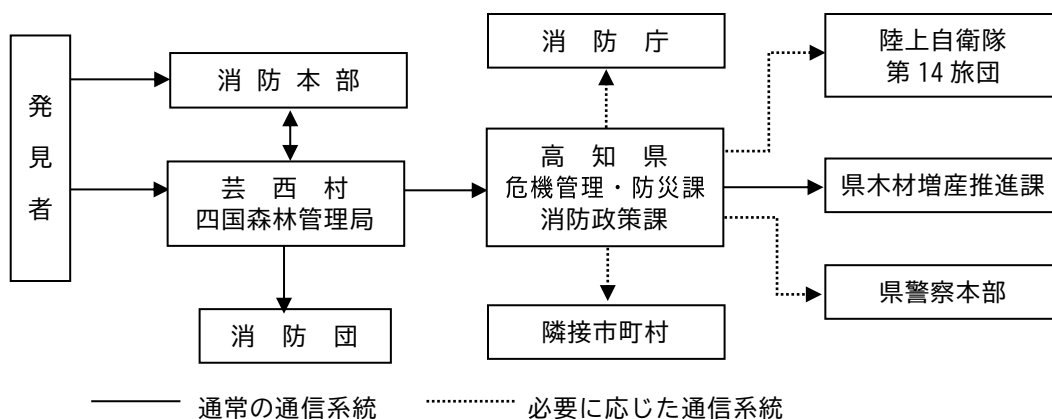 発見者
消防本部
芸西村
四国森林管理局
消防団
消防庁
高知県
危機管理・防災課
消防政策課
隣接市町村
陸上自衛隊
第14旅団
県木材増産推進課
県警察本部
通常の通信系統
必要に応じた通信系統